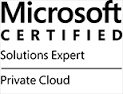 Microsoft
CERTIFIED
Solutions Expert
Private Cloud